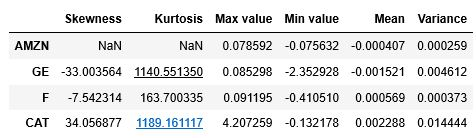 Skewness Kurtosis Max value Min value Mean Variance
AMZN NaN NaN 0.078592 -0.075632 -0.000407 0.000259
GE -33.003564 1140.551350 0.085298 -2.352928 -0.001521 0.004612
F -7.542314 163.700335 0.091195 -0.410510 0.000569 0.000373
CAT 34.056877 1189.161117 4.207259 -0.132178 0.002288 0.014444